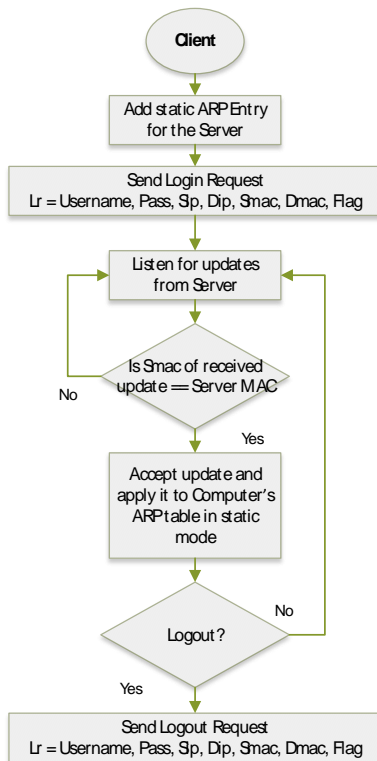 Client
Add static ARP Entry
for the Server
Send Login Request
Lr = Username, Pass, Sip, Dip, Smac, Dmac, Flag
Listen for updates
from Server
Is Smac of received
update == Server MAC
No
Yes
Accept update and
apply it to Computer's
ARP table in static
mode
No
Logout?
Yes
Send Logout Request
Lr = Username, Pass, Sip, Dip, Smac, Dmac, Flag